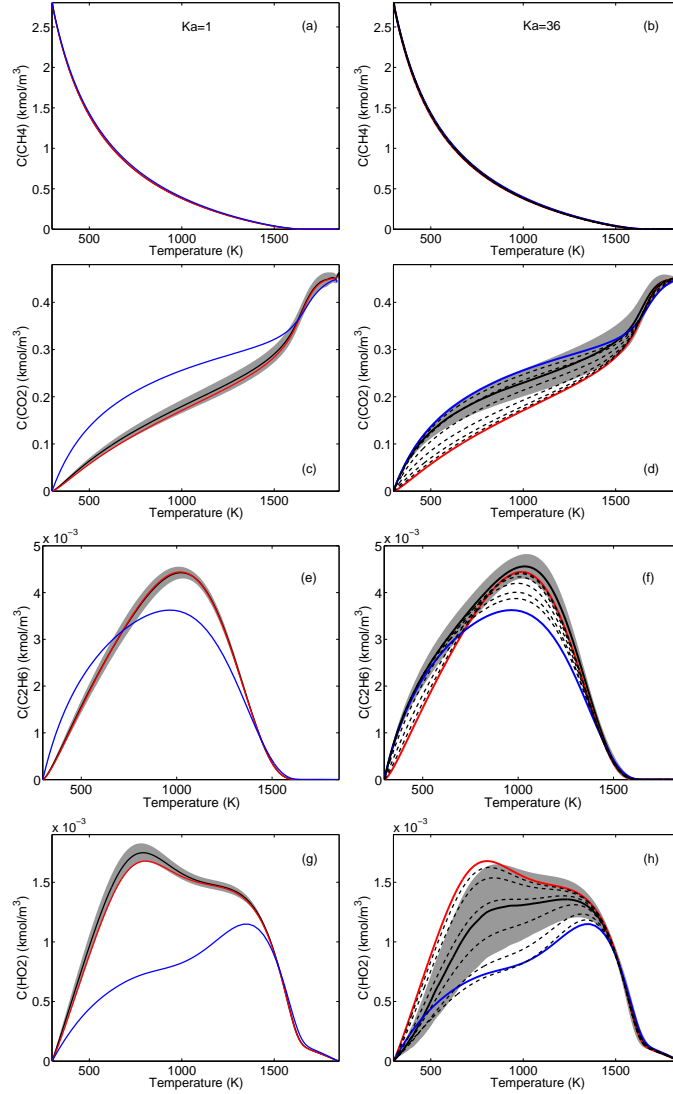 Ka=1
(a)
C(CH4) (kmol/m³)
2.5
2
1.5
1
0.5
0
500
1000
1500
Temperature (K)
Ka=36
(b)
C(CH4) (kmol/m³)
2.5
2
1.5
1
0.5
0
500
1000
1500
Temperature (K)
(c)
C(CO2) (kmol/m³)
0.4
0.3
0.2
0.1
0
500
1000
1500
Temperature (K)
(d)
C(CO2) (kmol/m³)
0.4
0.3
0.2
0.1
0
500
1000
1500
Temperature (K)
x 10⁻³
(e)
C(C2H6) (kmol/m³)
5
4
3
2
1
0
500
1000
1500
Temperature (K)
x 10⁻³
(f)
C(C2H6) (kmol/m³)
5
4
3
2
1
0
500
1000
1500
Temperature (K)
x 10⁻³
(g)
C(HO2) (kmol/m³)
1.5
1
0.5
0
500
1000
1500
Temperature (K)
x 10⁻³
(h)
C(HO2) (kmol/m³)
1.5
1
0.5
0
500
1000
1500
Temperature (K)